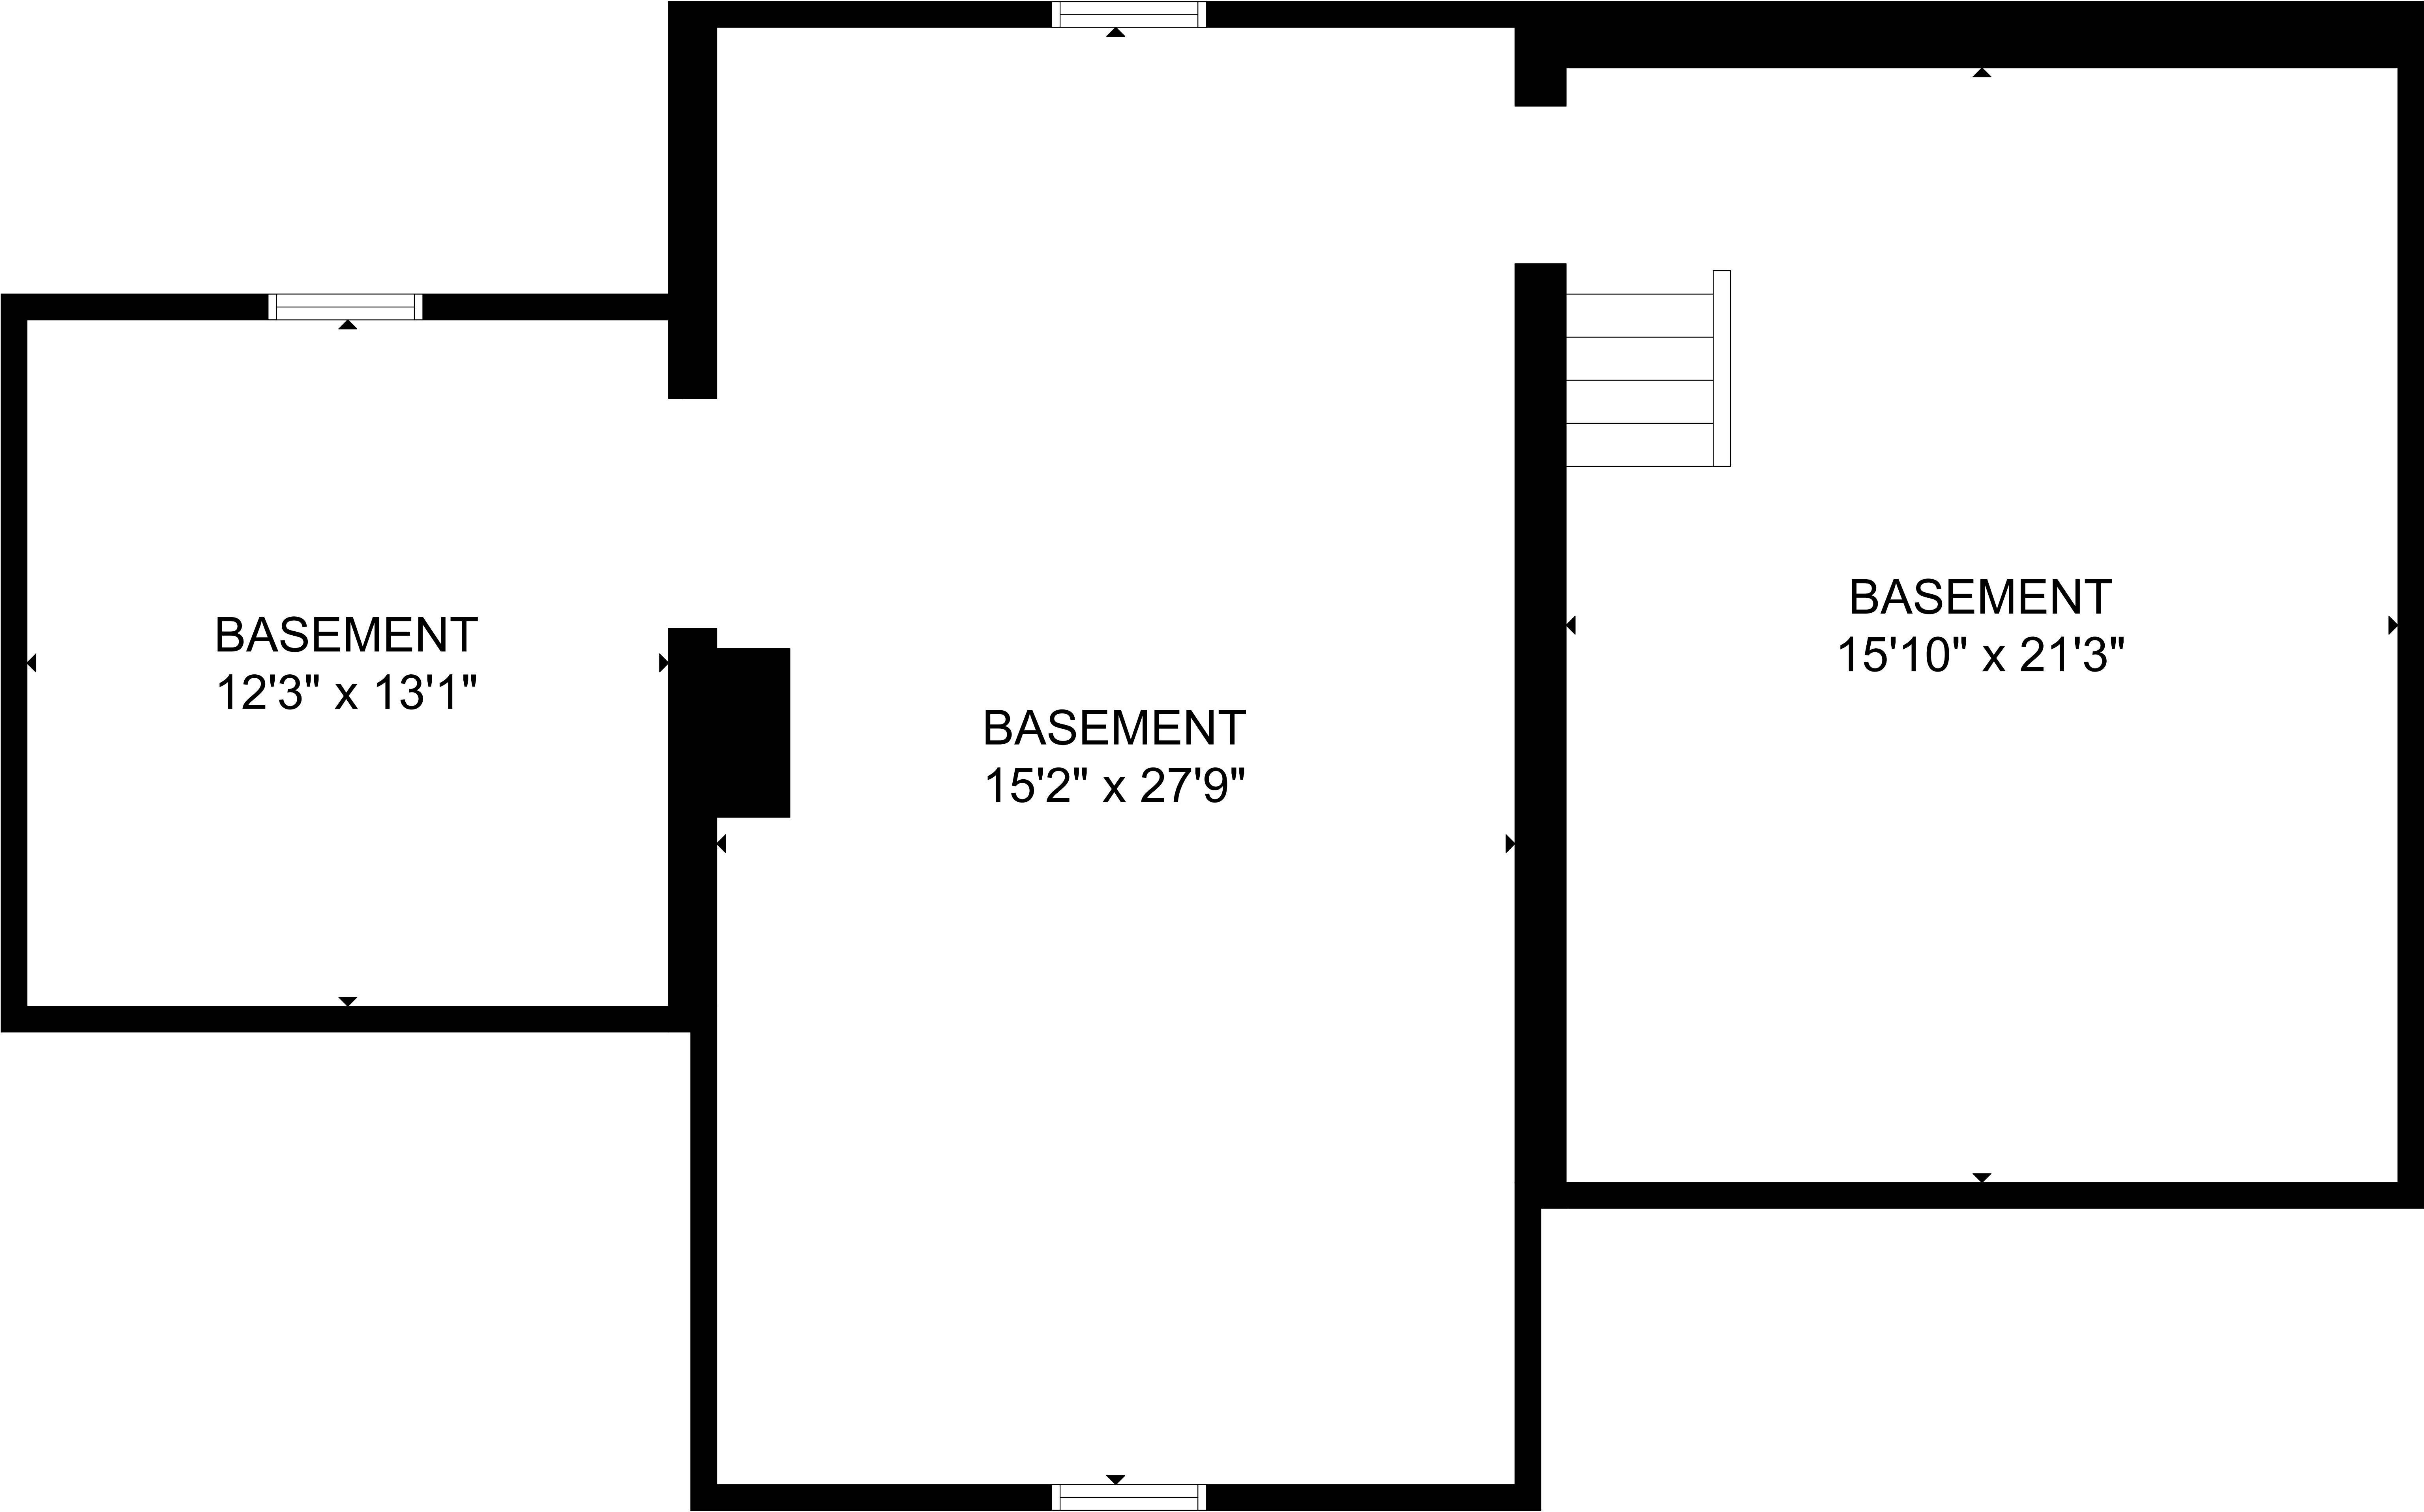 BASEMENT
12'3" x 13'1"
BASEMENT
15'2" x 27'9"
BASEMENT
15'10" x 21'3"